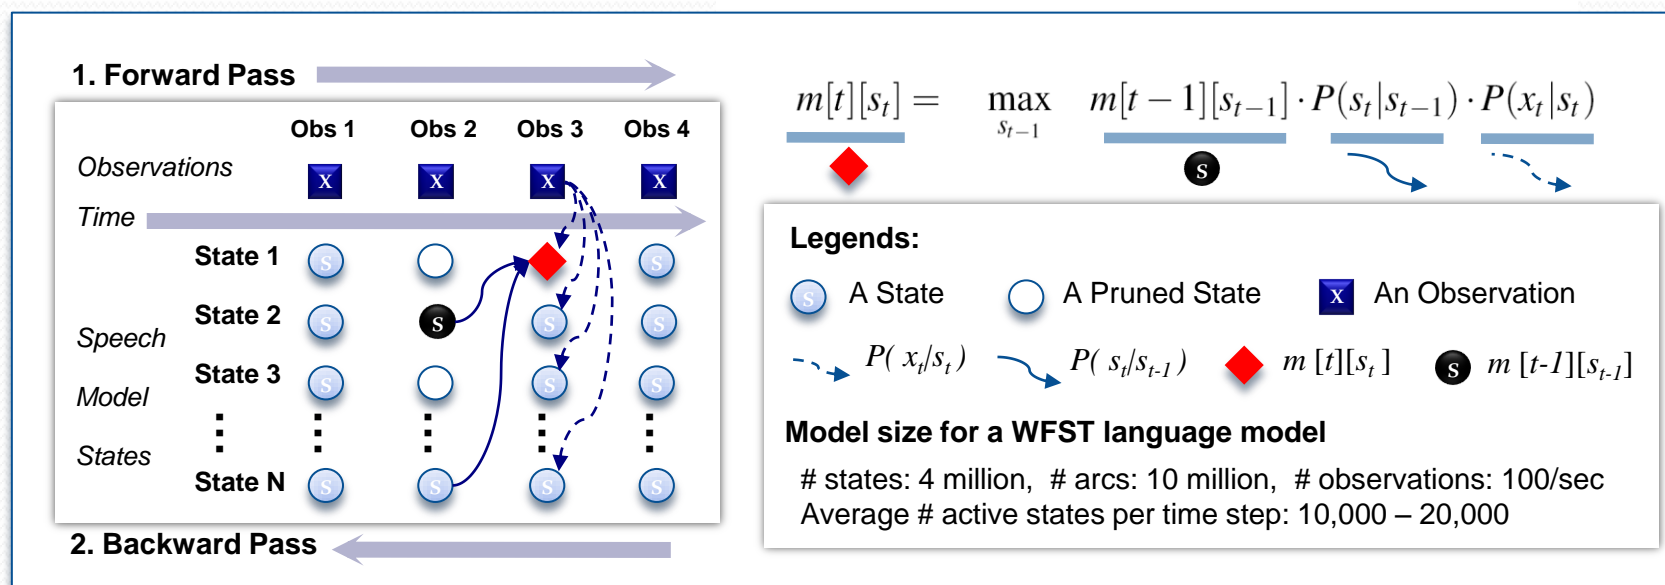 1. Forward Pass
Obs 1 Obs 2 Obs 3 Obs 4
Observations X X X X
Time
State 1 S S
State 2 S S S S
Speech
State 3 S S S
Model
States
State N S S S S
2. Backward Pass
m[t][s_t] = max_{s_{t-1}} m[t − 1][s_{t-1}] · P(s_t|s_{t-1}) · P(x_t|s_t)
S
Legends:
S A State A Pruned State X An Observation
P( x_t/s_t) P( s_t/s_{t-1}) m [t][s_t ] S m [t-1][s_{t-1}]
Model size for a WFST language model
# states: 4 million, # arcs: 10 million, # observations: 100/sec
Average # active states per time step: 10,000 – 20,000